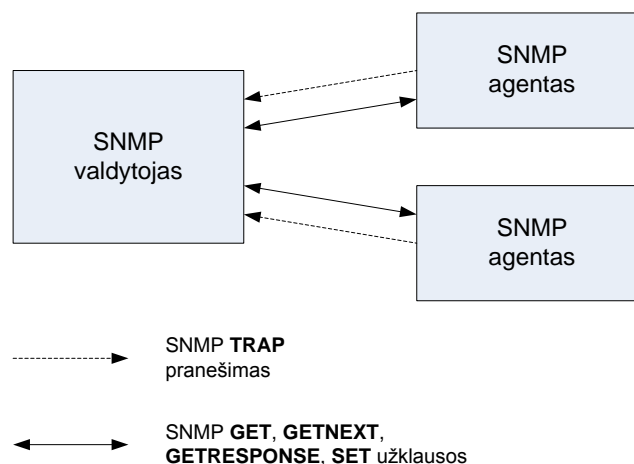 SNMP
agentas
SNMP
valdytojas
SNMP
agentas
SNMP TRAP
pranešimas
SNMP GET, GETNEXT,
GETRESPONSE, SET užklausos